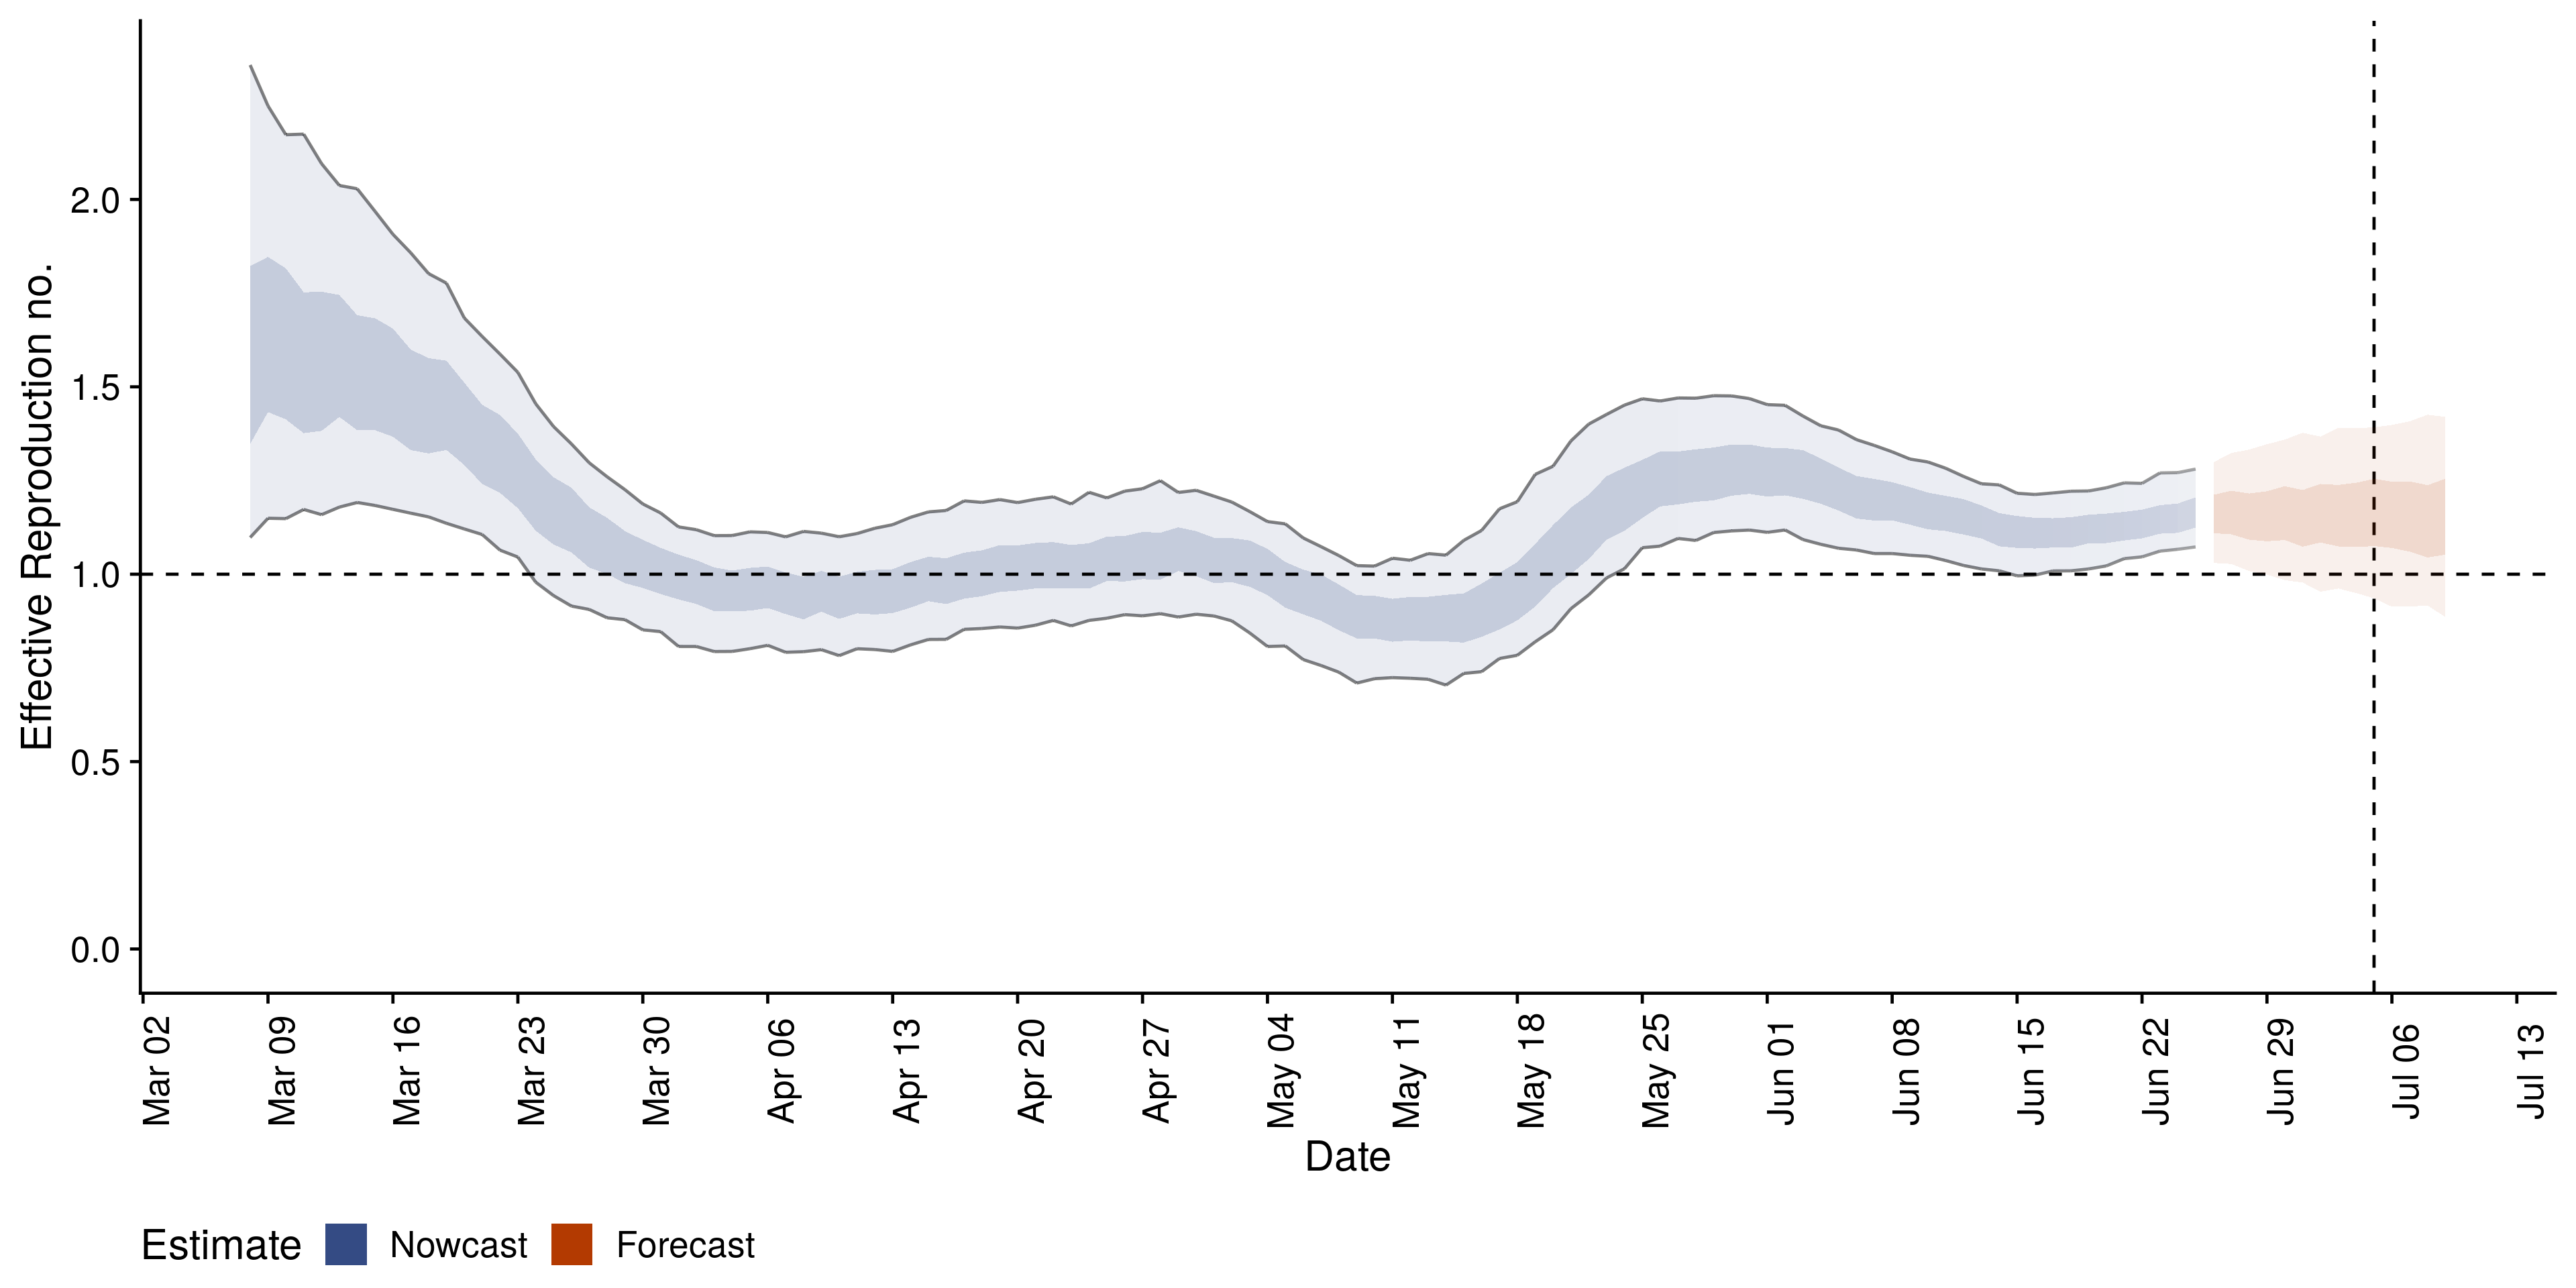 Effective Reproduction no.
2.0
1.5
1.0
0.5
0.0
Mar 02
Mar 09
Mar 16
Mar 23
Mar 30
Apr 06
Apr 13
Apr 20
Apr 27
May 04
May 11
May 18
May 25
Jun 01
Jun 08
Jun 15
Jun 22
Jun 29
Jul 06
Jul 13
Date
Estimate Nowcast Forecast